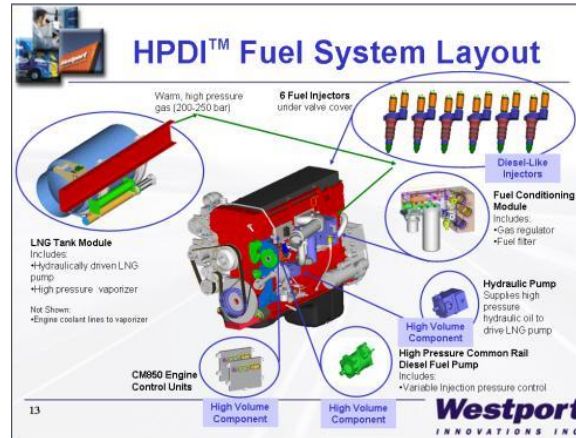 HPDI™ Fuel System Layout
Warm, high pressure
gas (200-250 bar)
6 Fuel Injectors
under valve cover
Diesel-Like
Injectors
Fuel Conditioning
Module
Includes:
•Gas regulator
•Fuel filter
LNG Tank Module
Includes:
•Hydraulically driven LNG
pump
•High pressure vaporizer
Not Shown:
•Engine coolant lines to vaporizer
Hydraulic Pump
Supplies high
pressure
hydraulic oil to
drive LNG pump
High Volume
Component
High Pressure Common Rail
Diesel Fuel Pump
Includes:
•Variable Injection pressure control
CM850 Engine
Control Units
High Volume
Component
High Volume
Component
13
Westport
INNOVATIONS INC